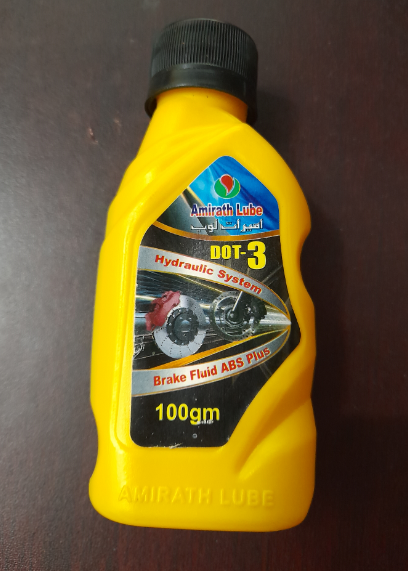 Amirath Lube
اميرات لوب
DOT-3
Hydraulic System
Brake Fluid ABS Plus
100gm
AMIRATH LUBE